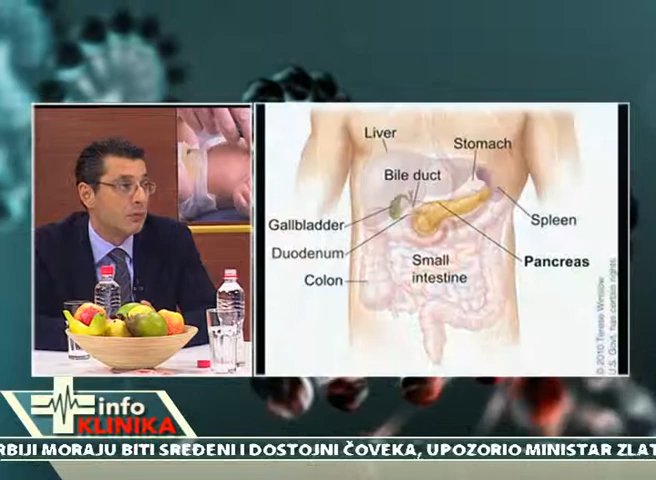 Liver
Stomach
Bile duct
Gallbladder
Spleen
Duodenum
Small
intestine
Pancreas
Colon
© 2010 Terese Winslow
U.S. Govt. has certain rights
info
KLINIKA
RBIJI MORAJU BITI SREĐENI I DOSTOJNI ČOVEKA, UPOZORIO MINISTAR ZLAT